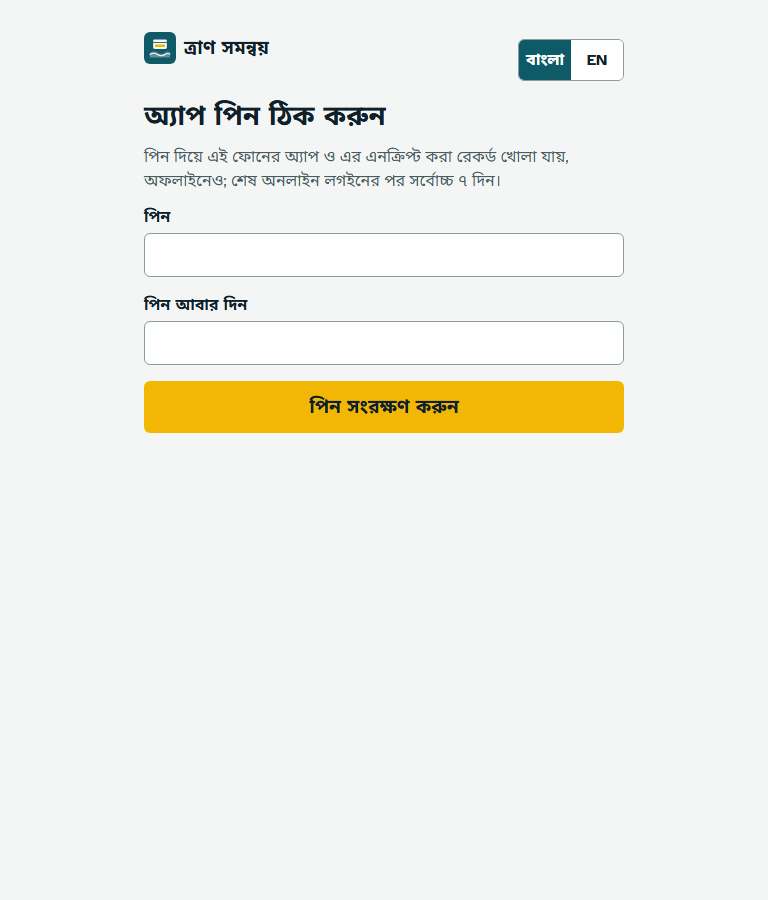 ত্রাণ সমন্বয়
বাংলা EN
অ্যাপ পিন ঠিক করুন
পিন দিয়ে এই ফোনের অ্যাপ ও এর এনক্রিপ্ট করা রেকর্ড খোলা যায়,
অফলাইনেও; শেষ অনলাইন লগইনের পর সর্বোচ্চ ৭ দিন।
পিন
পিন আবার দিন
পিন সংরক্ষণ করুন